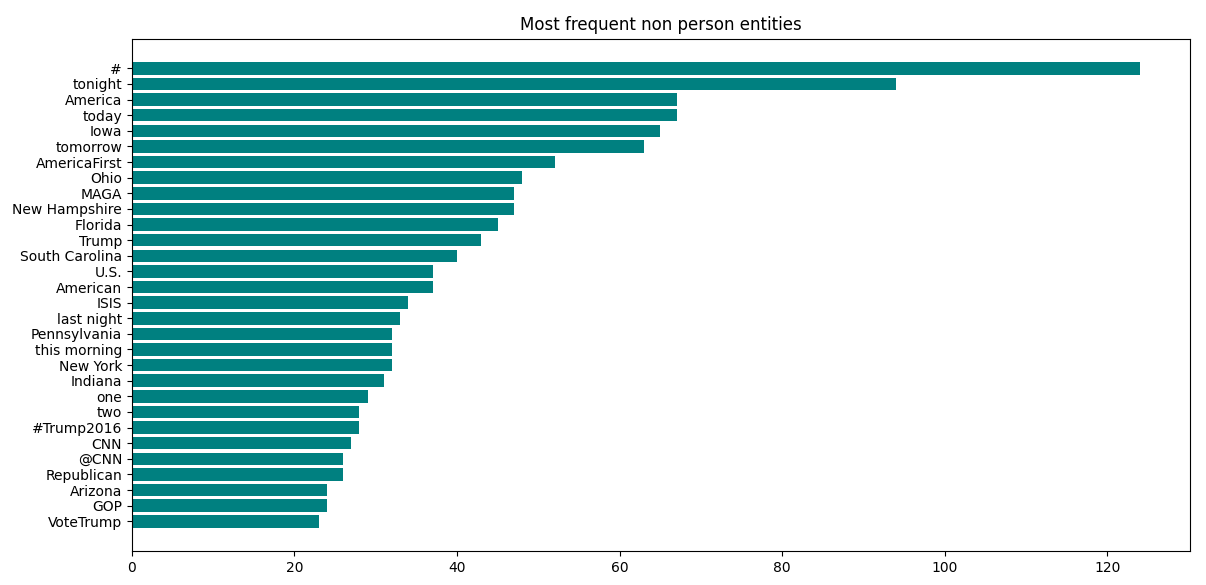 Most frequent non person entities
#
tonight
America
today
Iowa
tomorrow
AmericaFirst
Ohio
MAGA
New Hampshire
Florida
Trump
South Carolina
U.S.
American
ISIS
last night
Pennsylvania
this morning
New York
Indiana
one
two
#Trump2016
CNN
@CNN
Republican
Arizona
GOP
VoteTrump
0 20 40 60 80 100 120